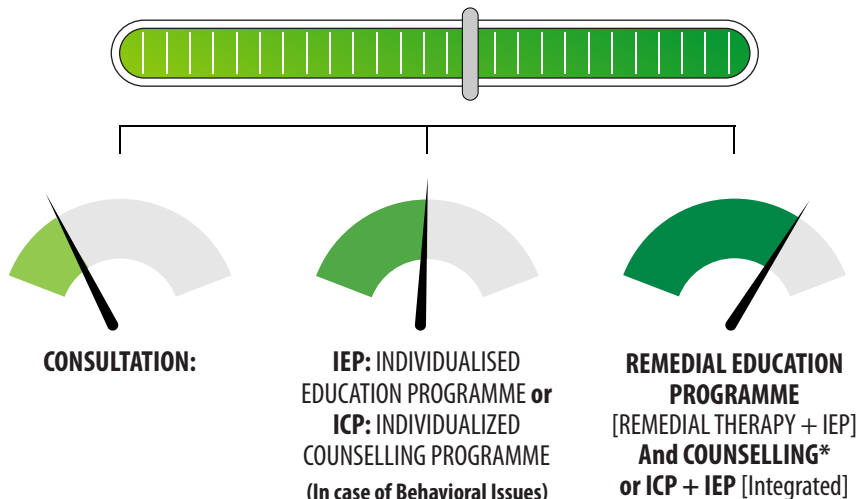 CONSULTATION:
IEP: INDIVIDUALISED
EDUCATION PROGRAMME or
ICP: INDIVIDUALIZED
COUNSELLING PROGRAMME
(In case of Behavioral Issues)
REMEDIAL EDUCATION
PROGRAMME
[REMEDIAL THERAPY + IEP]
And COUNSELLING*
or ICP + IEP [Integrated]